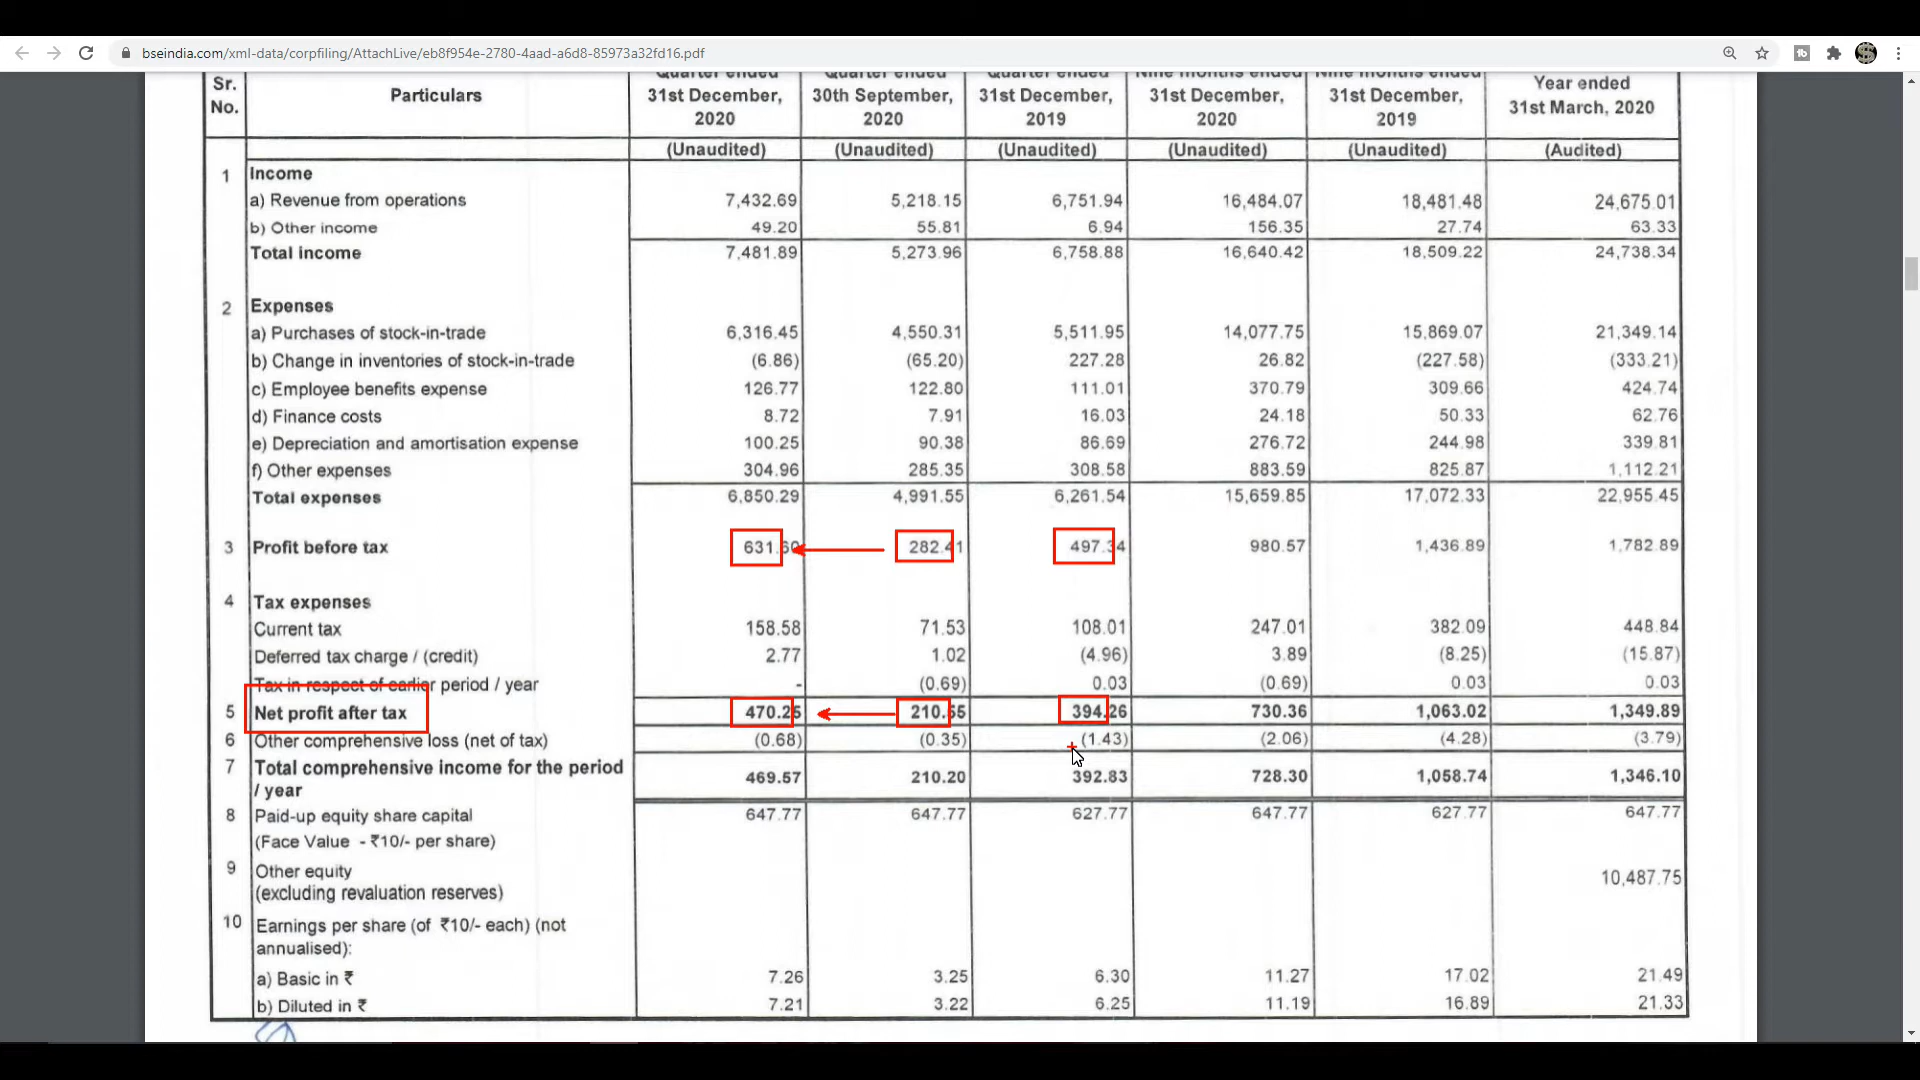 bseindia.com/xml-data/corpfiling/AttachLive/eb8f954e-2780-4aad-a6d8-85973a32fd16.pdf
Sr. No. Particulars Quarter ended 31st December, 2020 Quarter ended 30th September, 2020 Quarter ended 31st December, 2019 Nine months ended 31st December, 2020 Nine months ended 31st December, 2019 Year ended 31st March, 2020
(Unaudited) (Unaudited) (Unaudited) (Unaudited) (Unaudited) (Audited)
1 Income
a) Revenue from operations 7,432.69 5,218.15 6,751.94 16,484.07 18,481.48 24,675.01
b) Other income 49.20 55.81 6.94 156.35 27.74 63.33
Total income 7,481.89 5,273.96 6,758.88 16,640.42 18,509.22 24,738.34
2 Expenses
a) Purchases of stock-in-trade 6,316.45 4,550.31 5,511.95 14,077.75 15,869.07 21,349.14
b) Change in inventories of stock-in-trade (6.86) (65.20) 227.28 26.82 (227.58) (333.21)
c) Employee benefits expense 126.77 122.80 111.01 370.79 309.66 424.74
d) Finance costs 8.72 7.91 16.03 24.18 50.33 62.76
e) Depreciation and amortisation expense 100.25 90.38 86.69 276.72 244.98 339.81
f) Other expenses 304.96 285.35 308.58 883.59 825.87 1,112.21
Total expenses 6,850.29 4,991.55 6,261.54 15,659.85 17,072.33 22,955.45
3 Profit before tax 631.60 282.41 497.34 980.57 1,436.89 1,782.89
4 Tax expenses
Current tax 158.58 71.53 108.01 247.01 382.09 448.84
Deferred tax charge / (credit) 2.77 1.02 (4.96) 3.89 (8.25) (15.87)
Tax in respect of earlier period / year - (0.69) 0.03 (0.69) 0.03 0.03
5 Net profit after tax 470.25 210.55 394.26 730.36 1,063.02 1,349.89
6 Other comprehensive loss (net of tax) (0.68) (0.35) (1.43) (2.06) (4.28) (3.79)
7 Total comprehensive income for the period / year 469.57 210.20 392.83 728.30 1,058.74 1,346.10
8 Paid-up equity share capital 647.77 647.77 627.77 647.77 627.77 647.77
(Face Value - ₹10/- per share)
9 Other equity
(excluding revaluation reserves) 10,487.75
10 Earnings per share (of ₹10/- each) (not
annualised):
a) Basic in ₹ 7.26 3.25 6.30 11.27 17.02 21.49
b) Diluted in ₹ 7.21 3.22 6.25 11.19 16.89 21.33